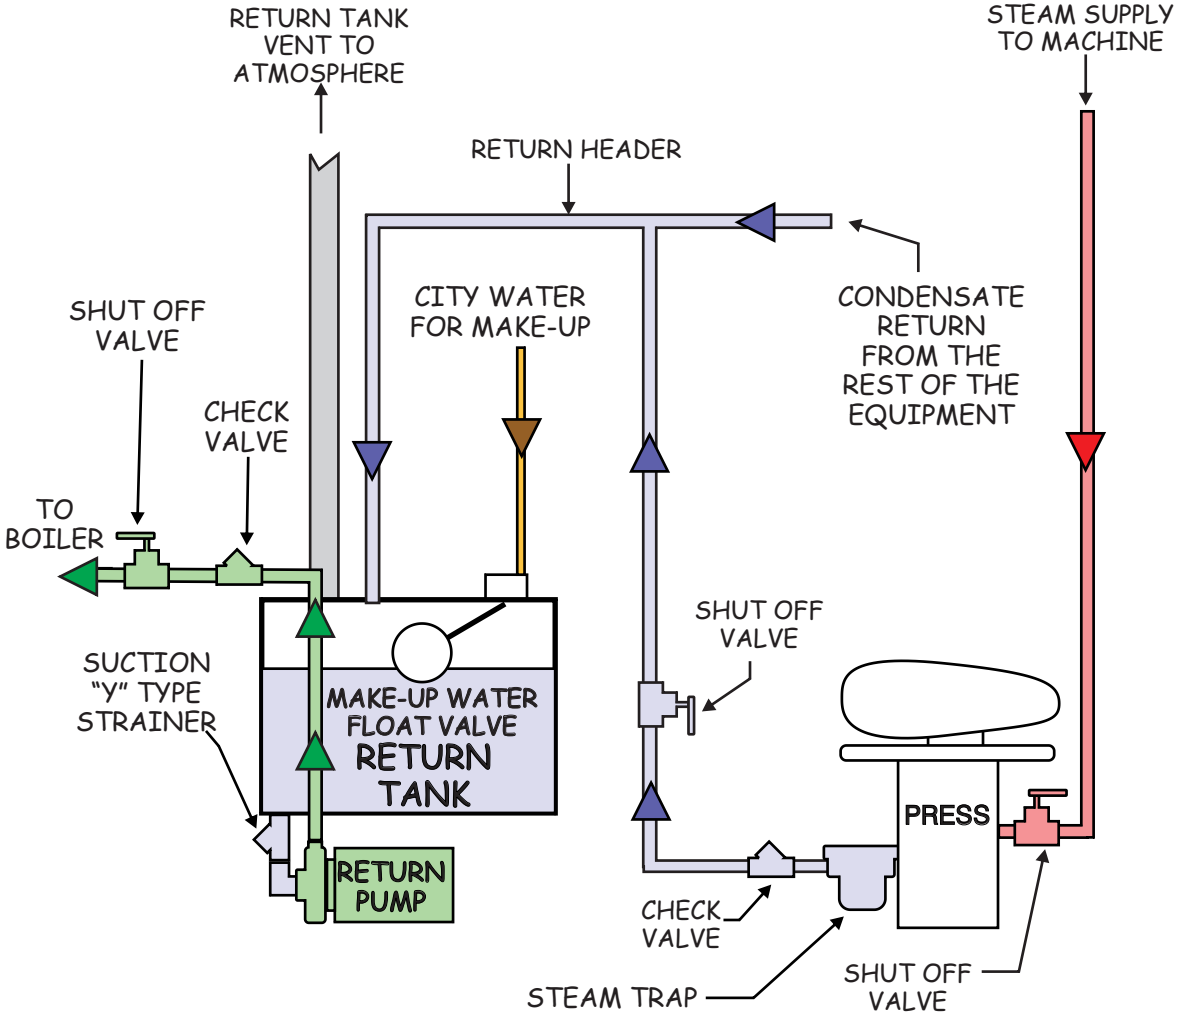 RETURN TANK
VENT TO
ATMOSPHERE
STEAM SUPPLY
TO MACHINE
RETURN HEADER
CITY WATER
FOR MAKE-UP
CONDENSATE
RETURN
FROM THE
REST OF THE
EQUIPMENT
SHUT OFF
VALVE
CHECK
VALVE
TO
BOILER
SHUT OFF
VALVE
SUCTION
“Y” TYPE
STRAINER
MAKE-UP WATER
FLOAT VALVE
RETURN
TANK
PRESS
RETURN
PUMP
CHECK
VALVE
STEAM TRAP
SHUT OFF
VALVE